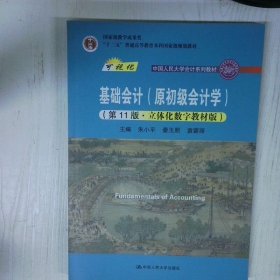 国家级教学成果奖
"十二五"普通高等教育本科国家级规划教材
可视化
中国人民大学会计系列教材
基础会计（原初级会计学）
（第11版·立体化数字教材版）
主编 朱小平 秦玉熙 袁蓉丽
Fundamentals of Accounting
中国人民大学出版社